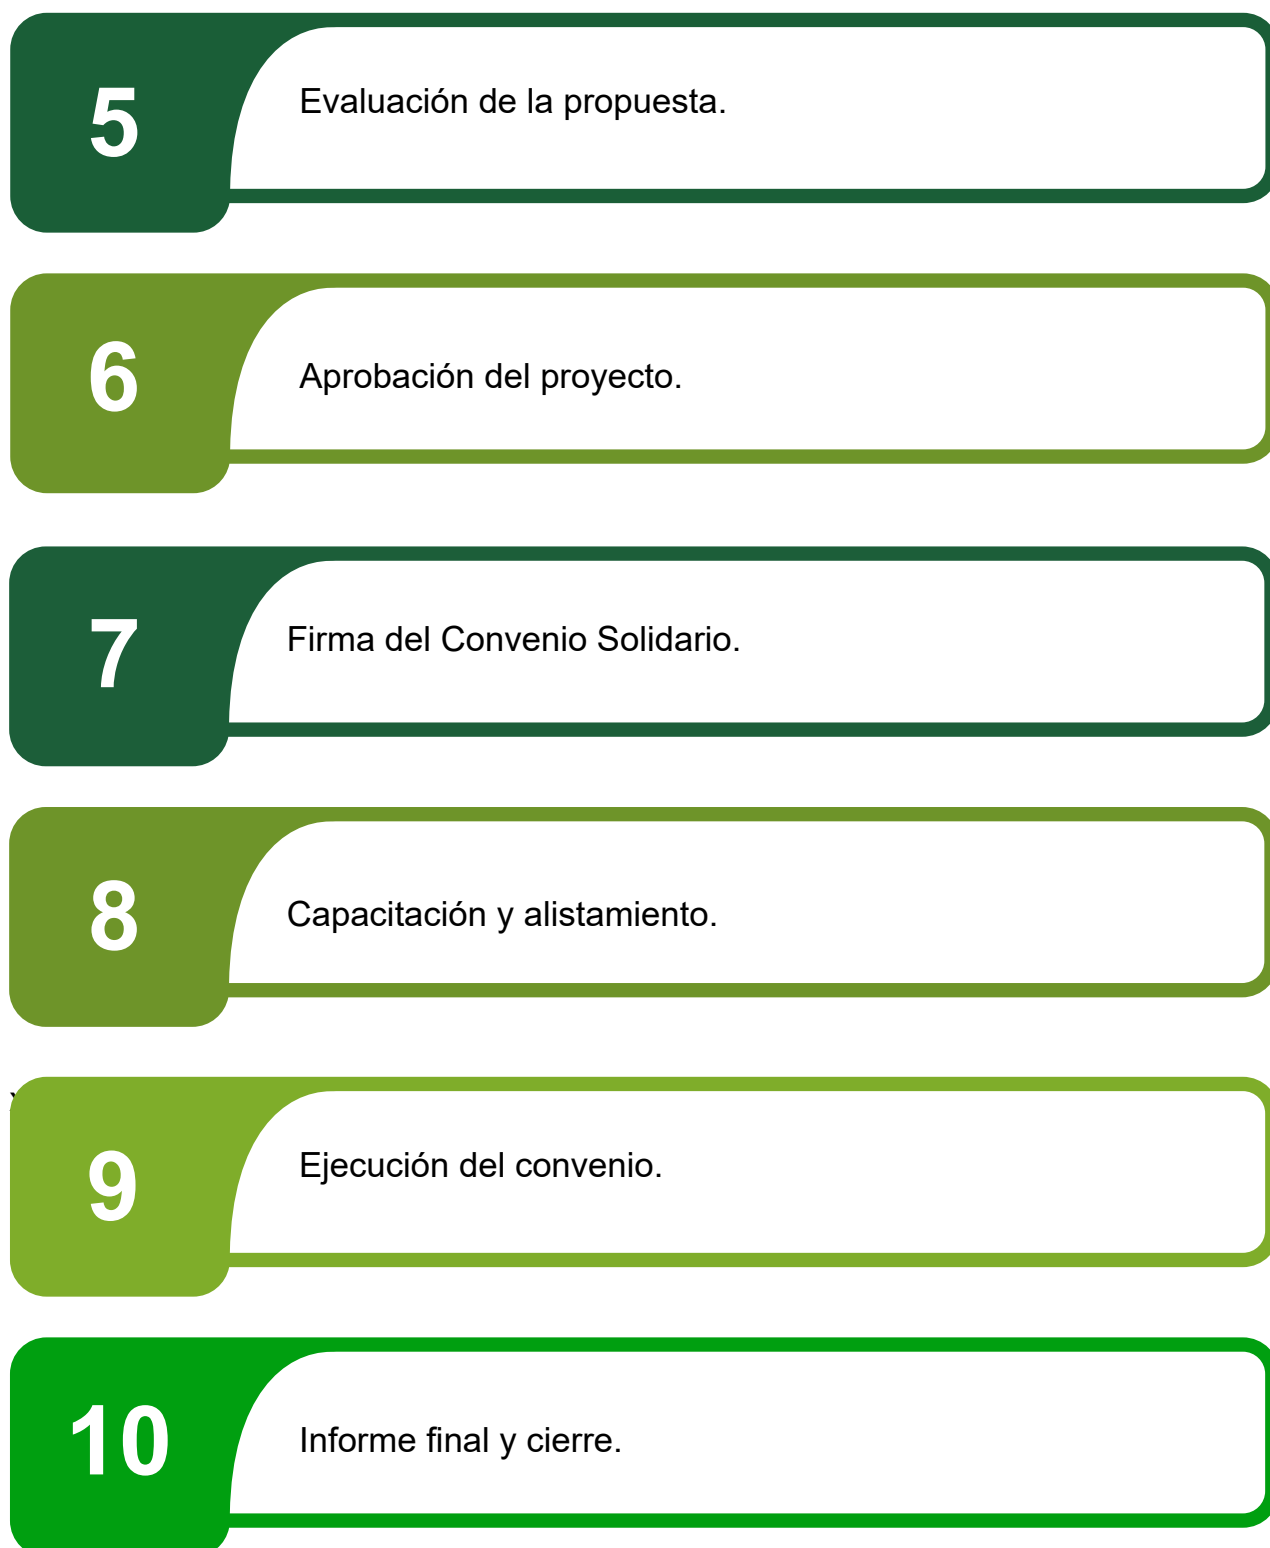 5
Evaluación de la propuesta.
6
Aprobación del proyecto.
7
Firma del Convenio Solidario.
8
Capacitación y alistamiento.
9
Ejecución del convenio.
10
Informe final y cierre.